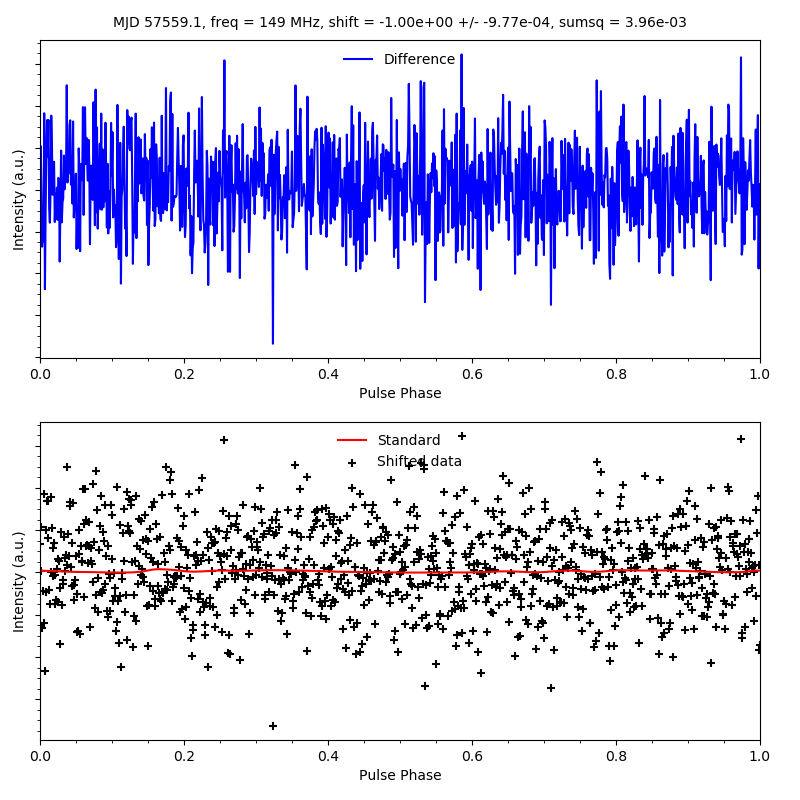 MJD 57559.1, freq = 149 MHz, shift = -1.00e+00 +/- -9.77e-04, sumsq = 3.96e-03
Difference
Intensity (a.u.)
0.0 0.2 0.4 0.6 0.8 1.0
Pulse Phase
Standard
Shifted data
Intensity (a.u.)
0.0 0.2 0.4 0.6 0.8 1.0
Pulse Phase